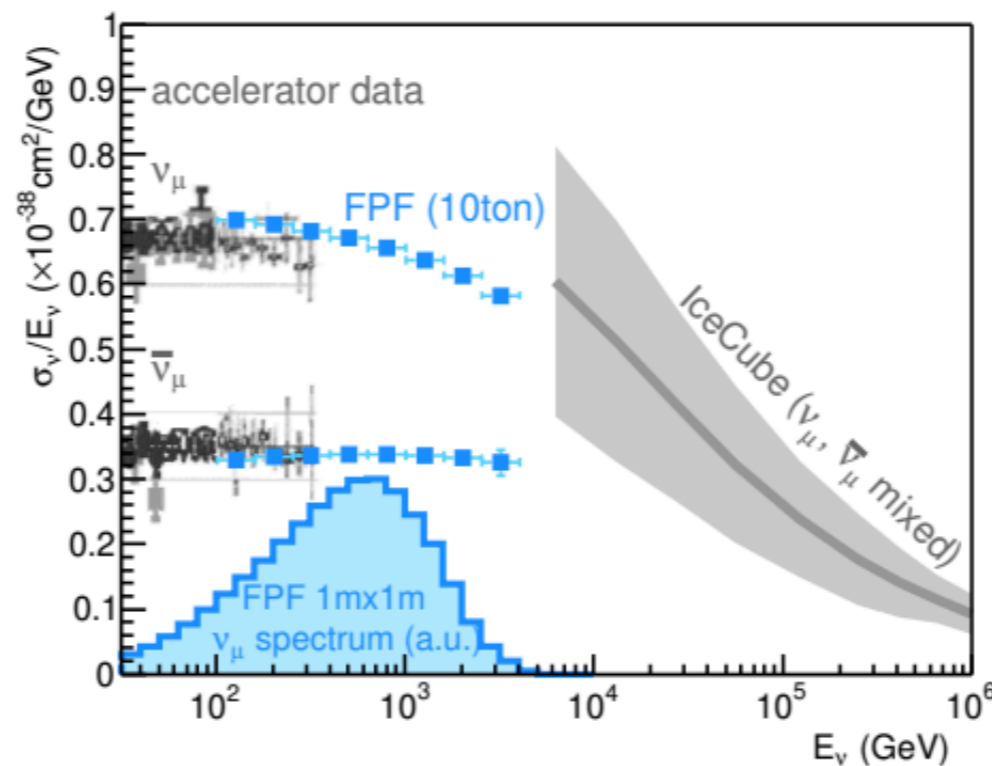 1
0.9
0.8
0.7
0.6
0.5
0.4
0.3
0.2
0.1
0
σν/Eν (×10⁻³⁸cm²/GeV)
accelerator data
νμ
FPF (10ton)
ν̅μ
IceCube (νμ, ν̅μ mixed)
FPF 1mx1m
νμ spectrum (a.u.)
10² 10³ 10⁴ 10⁵ 10⁶
Eν (GeV)